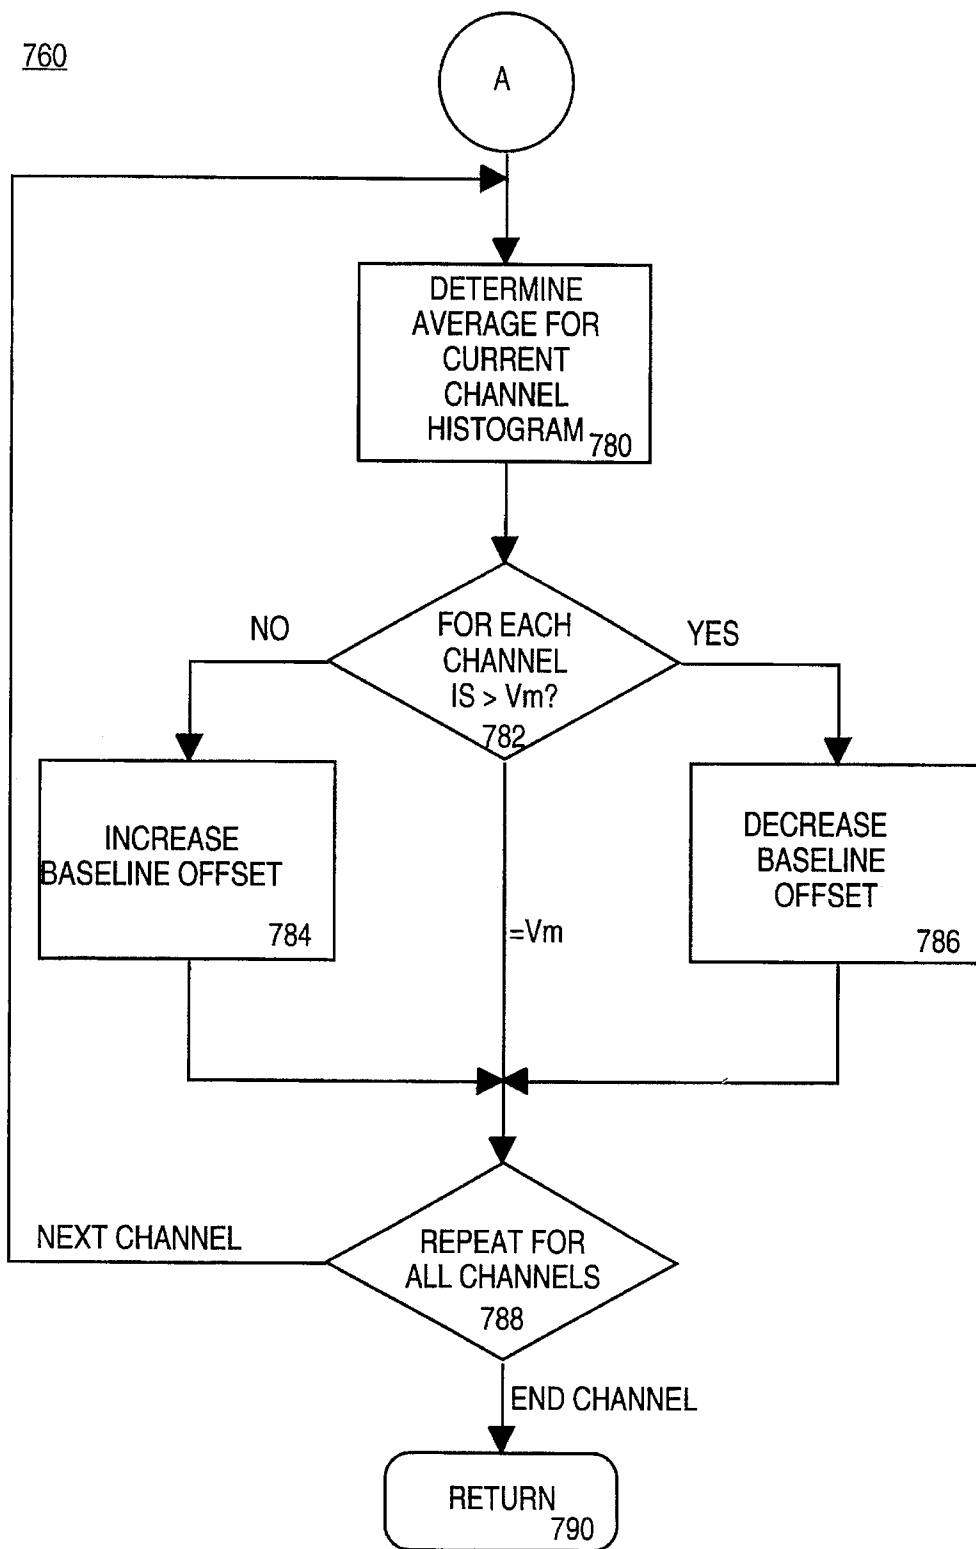 760
A
DETERMINE
AVERAGE FOR
CURRENT
CHANNEL
HISTOGRAM
780
NO
FOR EACH
CHANNEL
IS > Vm?
782
YES
INCREASE
BASELINE OFFSET
784
=Vm
DECREASE
BASELINE
OFFSET
786
NEXT CHANNEL
REPEAT FOR
ALL CHANNELS
788
END CHANNEL
RETURN
790